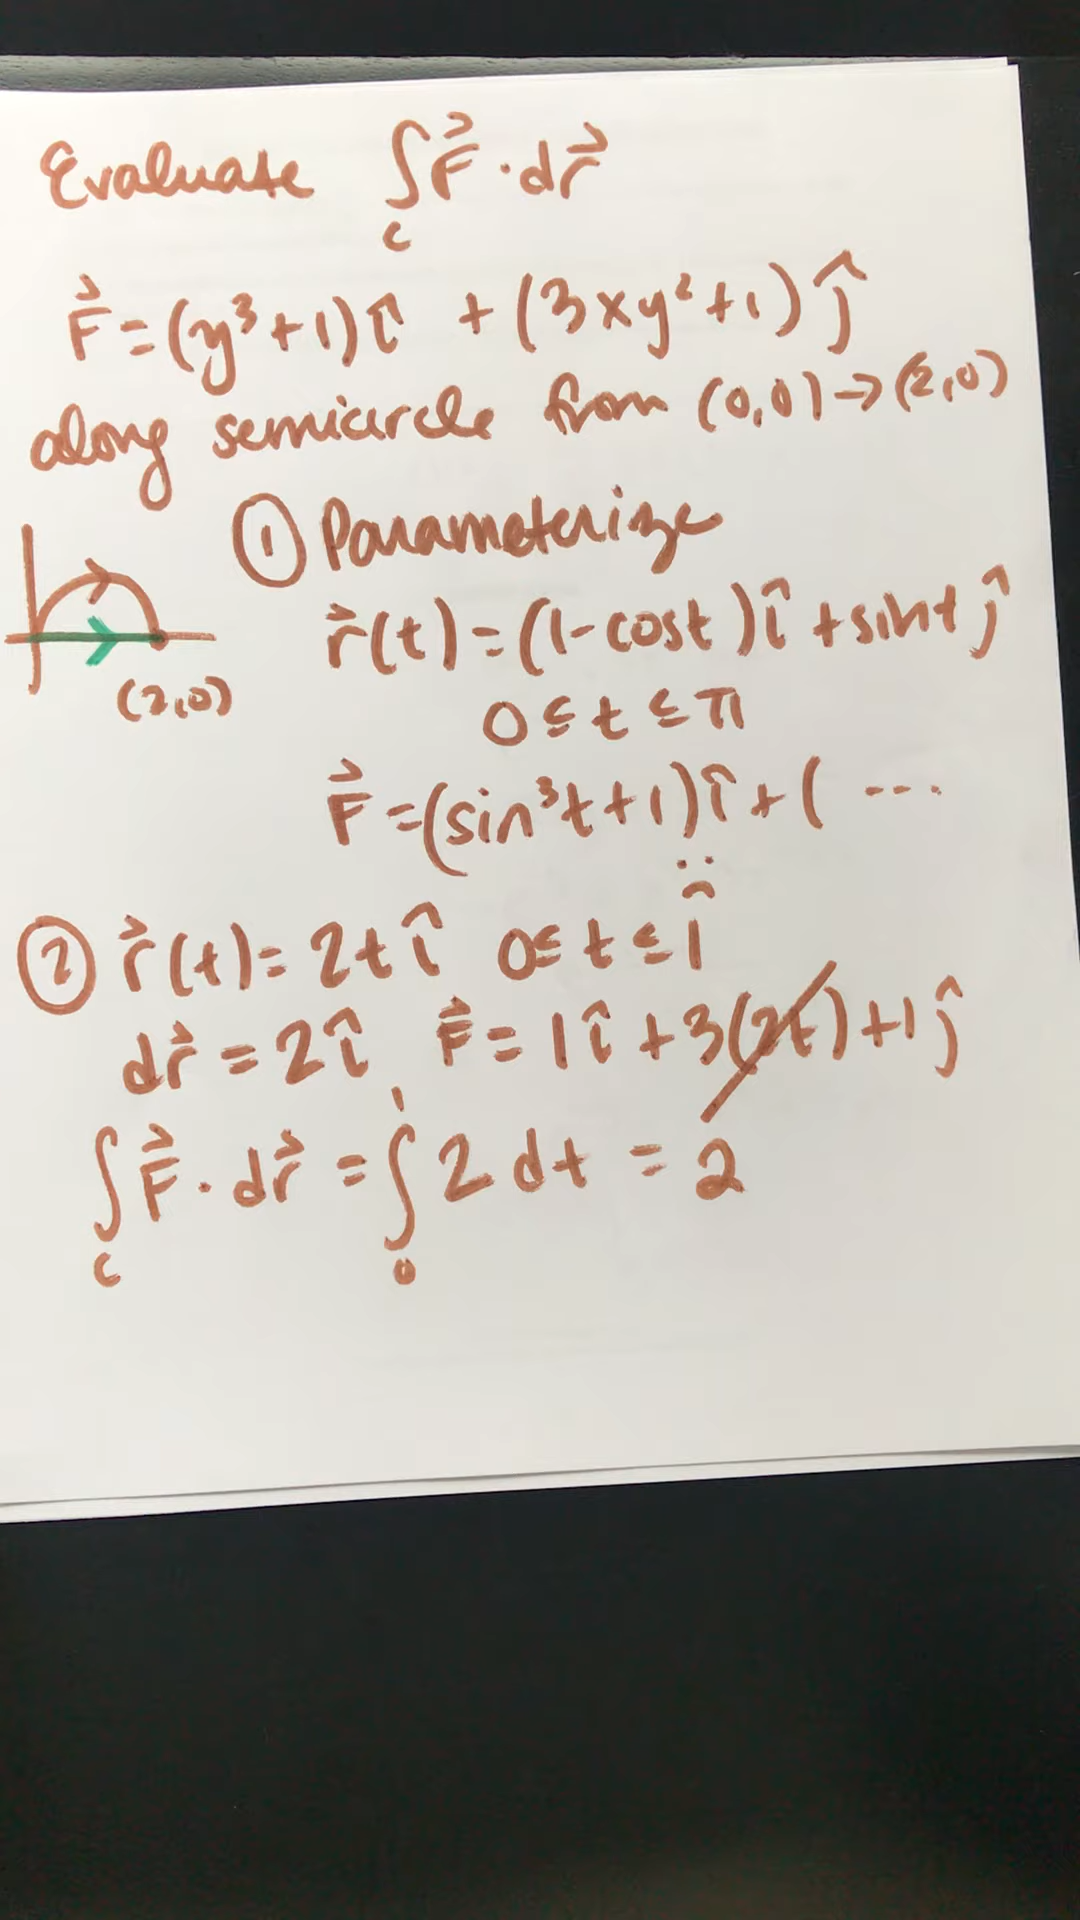 Evaluate ∫_C F⃗ · dr⃗
F⃗ = (y³+1)î + (3xy²+1)ĵ
along semicircle from (0,0)→(2,0)
① Parameterize
r⃗(t) = (1-cost)î + sint ĵ
0 ≤ t ≤ π
(2,0)
F⃗ = (sin³t+1)î + ( ...
② r⃗(t) = 2t î 0 ≤ t ≤ 1
dr⃗ = 2î F⃗ = 1î + 3(2t) + 1ĵ
∫_C F⃗ · dr⃗ = ∫_0^1 2 dt = 2